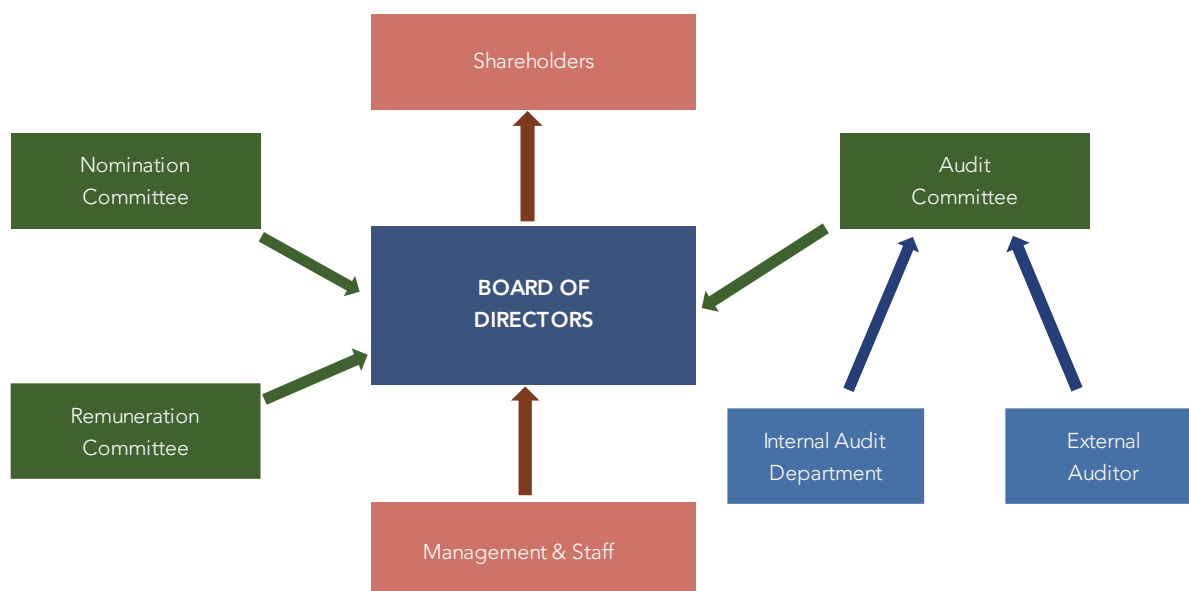 Shareholders
Nomination
Committee
Audit
Committee
BOARD OF
DIRECTORS
Remuneration
Committee
Internal Audit
Department
External
Auditor
Management & Staff